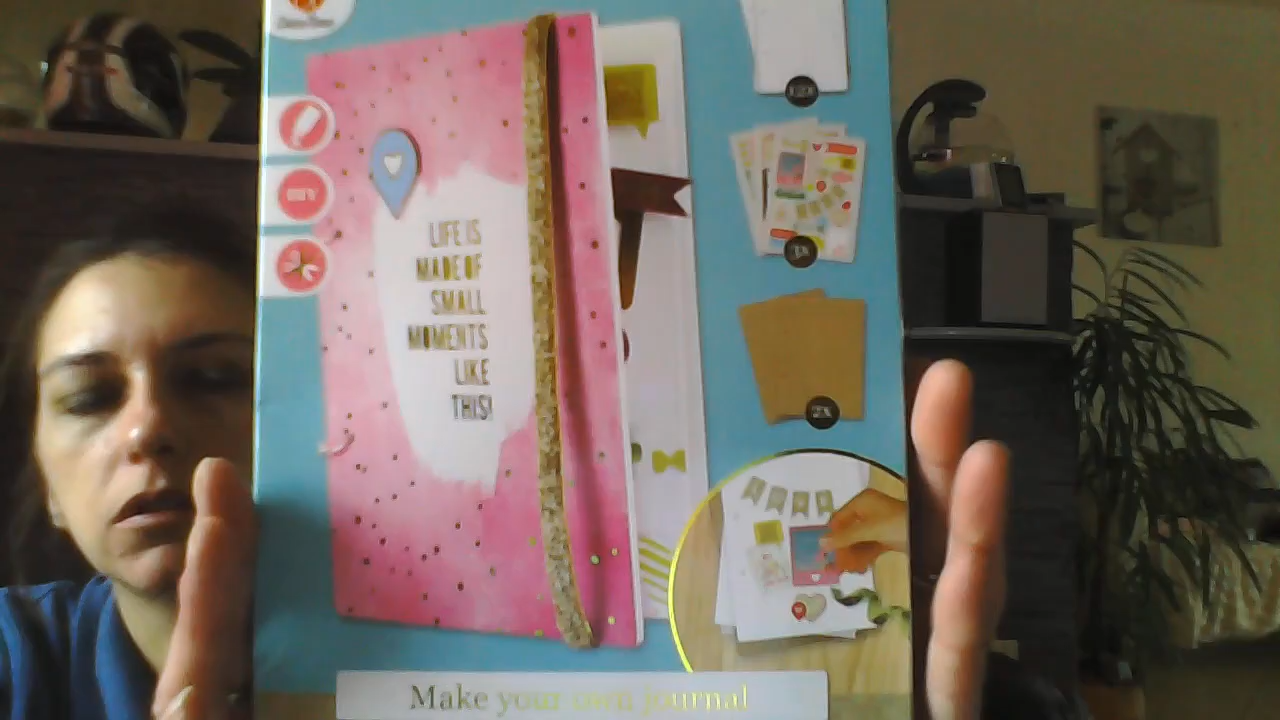 LIFE IS
MADE OF
SMALL
MOMENTS
LIKE
THIS!
Make your own journal